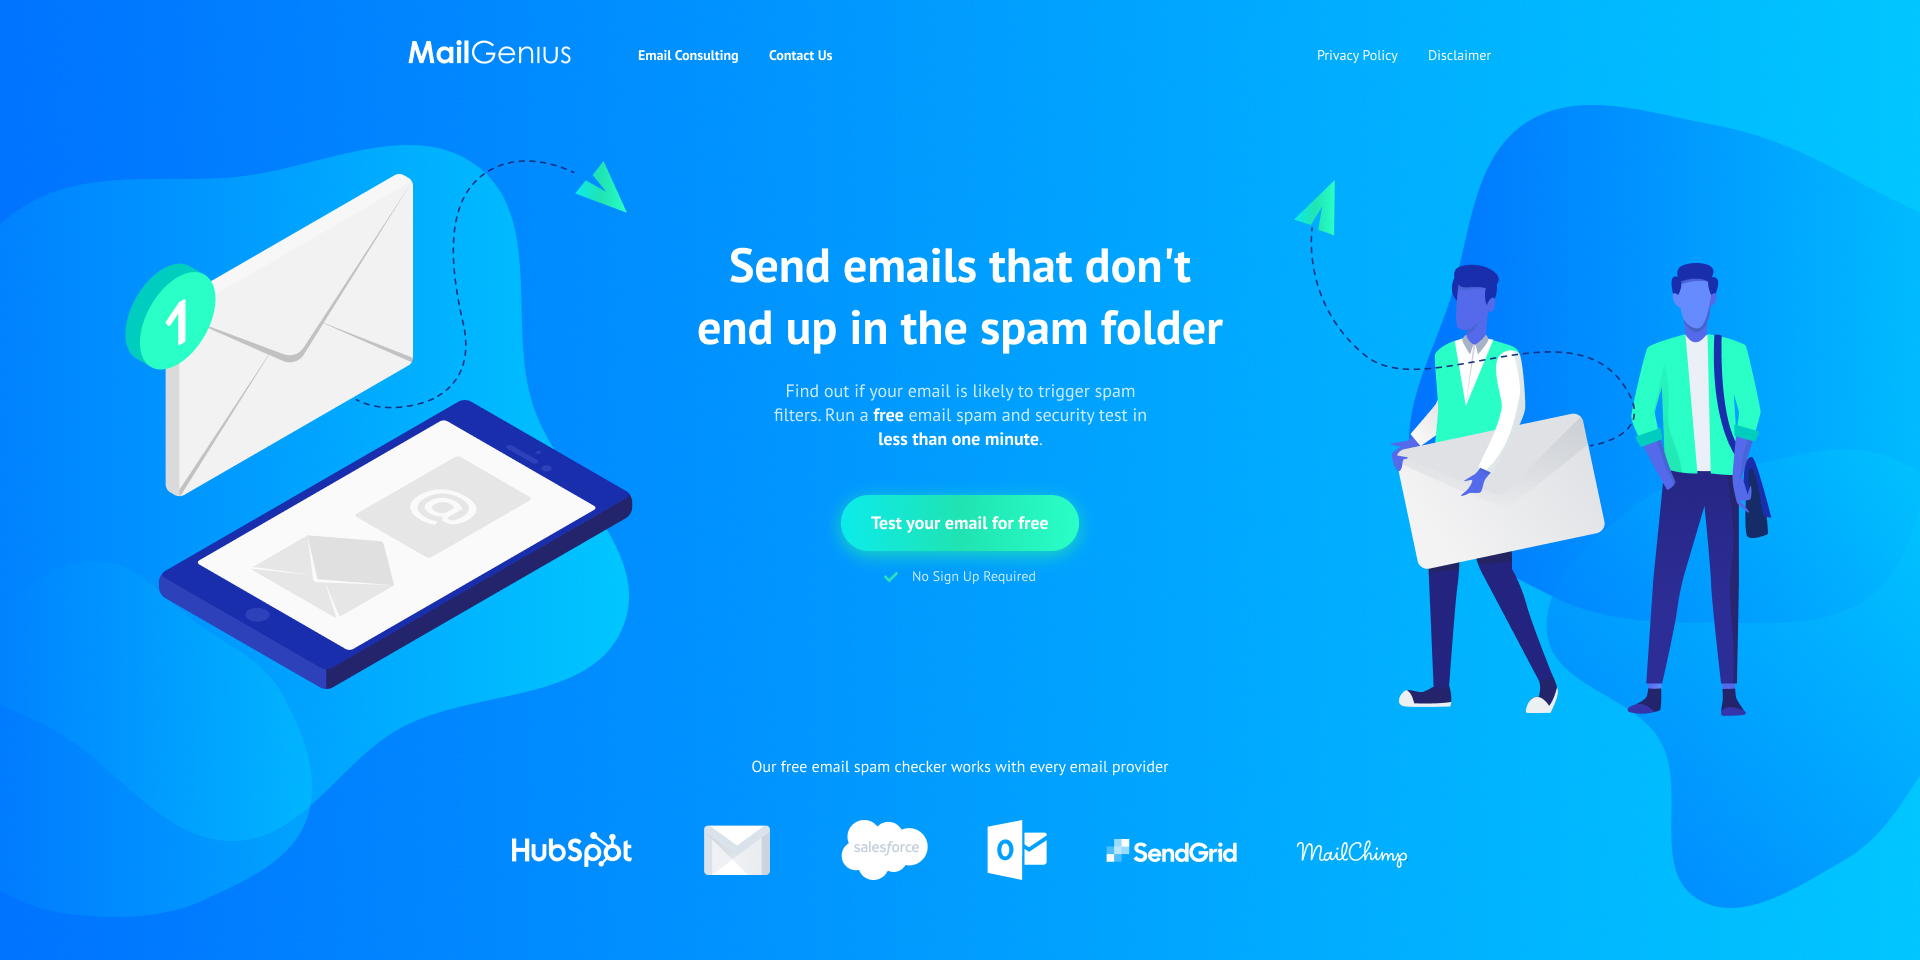 MailGenius
Email Consulting
Contact Us
Privacy Policy
Disclaimer
1
Send emails that don't
end up in the spam folder
Find out if your email is likely to trigger spam
filters. Run a free email spam and security test in
less than one minute.
@
Test your email for free
No Sign Up Required
Our free email spam checker works with every email provider
HubSpot
salesforce
O
SendGrid
MailChimp